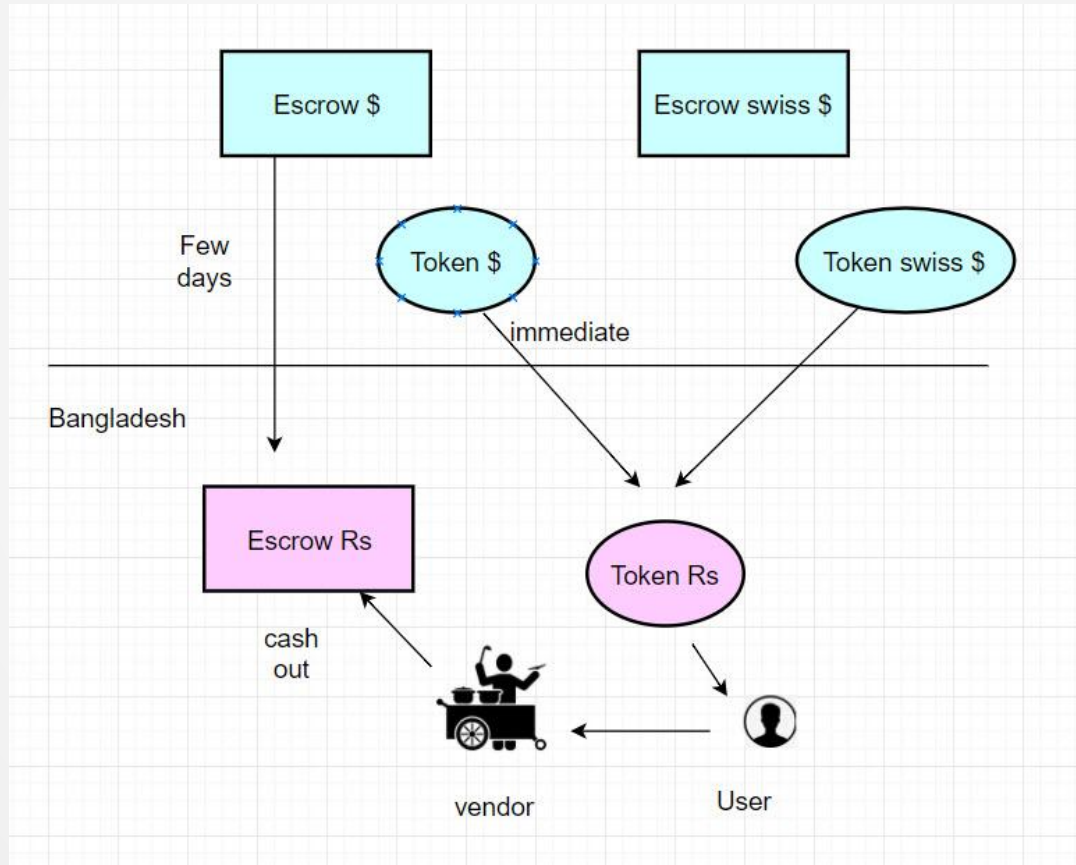 Escrow $
Escrow swiss $
Few
days
Token $
Token swiss $
immediate
Bangladesh
Escrow Rs
Token Rs
cash
out
vendor
User